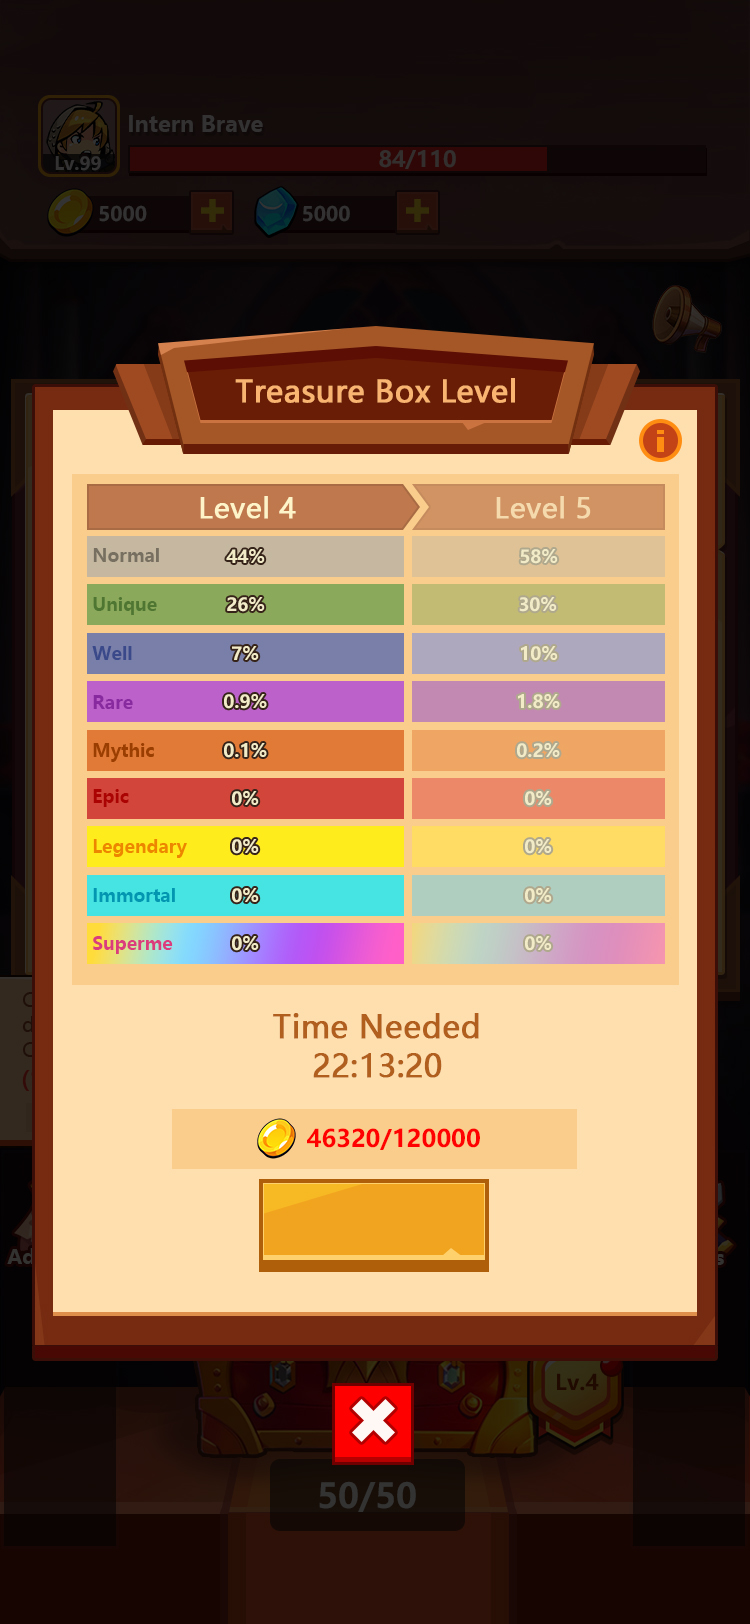 Intern Brave
Lv.99
84/110
5000
5000
Treasure Box Level
Level 4
Level 5
Normal 44% 58%
Unique 26% 30%
Well 7% 10%
Rare 0.9% 1.8%
Mythic 0.1% 0.2%
Epic 0% 0%
Legendary 0% 0%
Immortal 0% 0%
Superme 0% 0%
Time Needed
22:13:20
46320/120000
Lv.4
50/50